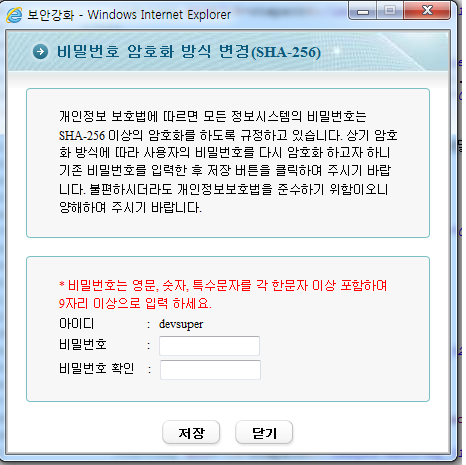 보안강화 - Windows Internet Explorer
비밀번호 암호화 방식 변경(SHA-256)
개인정보 보호법에 따르면 모든 정보시스템의 비밀번호는
SHA-256 이상의 암호화를 하도록 규정하고 있습니다. 상기 암호
화 방식에 따라 사용자의 비밀번호를 다시 암호화 하고자 하니
기존 비밀번호를 입력한 후 저장 버튼을 클릭하여 주시기 바랍
니다. 불편하시더라도 개인정보보호법을 준수하기 위함이오니
양해하여 주시기 바랍니다.
* 비밀번호는 영문, 숫자, 특수문자를 각 한문자 이상 포함하여
9자리 이상으로 입력 하세요.
아이디 : devsuper
비밀번호 :
비밀번호 확인 :
저장 닫기